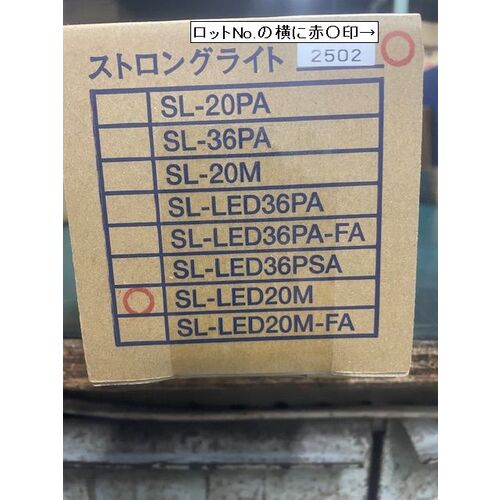 ロットNo.の横に赤〇印→
ストロングライト 2502
SL-20PA
SL-36PA
SL-20M
SL-LED36PA
SL-LED36PA-FA
SL-LED36PSA
SL-LED20M
SL-LED20M-FA